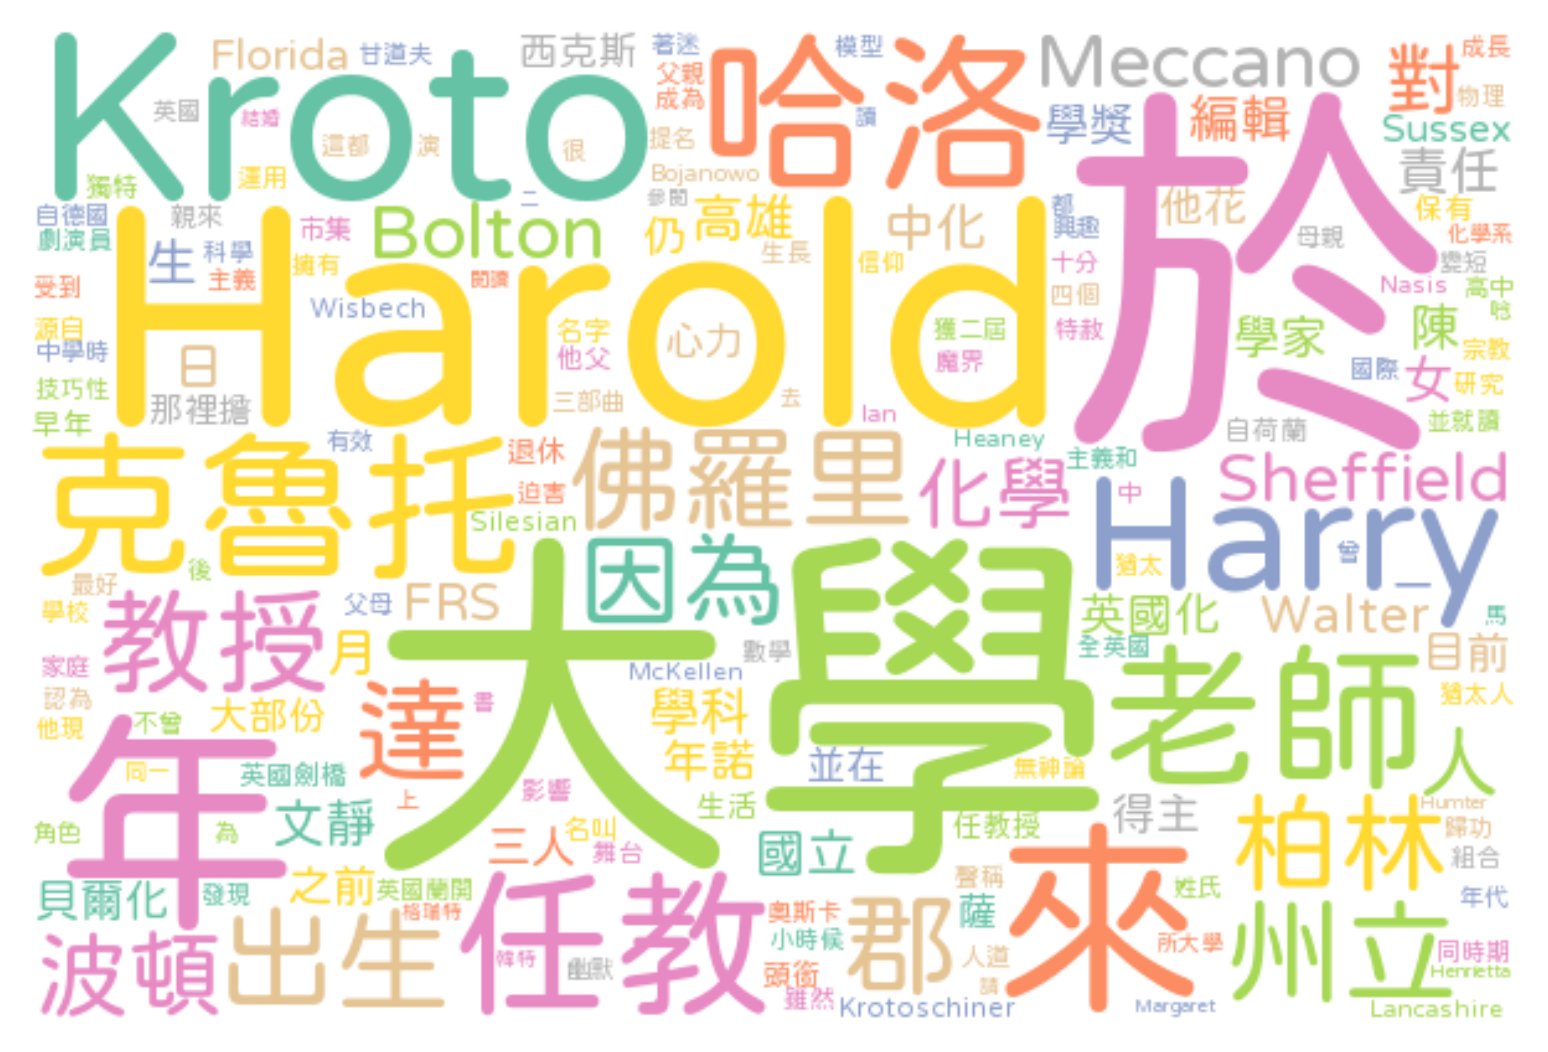 Kroto
Florida
甘道夫
西克斯
著迷
哈洛
模型
Meccano
對
成長
英國
結婚
這都
演
很
父親
成為
提名
讀
學獎
編輯
物理
Sussex
獨特
運用
二
Bojanowo
參閱
於
責任
自德國
親來
市集
Bolton
仍
高雄
中化
都
他花
保有
劇演員
生
科學
生長
興趣
母親
化學系
受到
主義
擁有
閱讀
信仰
十分
變短
Harold
Wisbech
四個
Nasis
高中
源自
名字
心力
獲二屆
特赦
學家
陳
唸
中學時
日
他父
魔界
國際
宗教
技巧性
那裡擔
三部曲
去
女
研究
早年
有效
Ian
自荷蘭
並就讀
克魯托
退休
佛羅里
Heaney
主義和
迫害
化學
中
Sheffield
Silesian
Harry
後
因為
猶太
曾
一
最好
學校
教授
父母
FRS
英國化
Walter
馬
月
大學
數學
全英國
目前
家庭
McKellen
老師
認為
書
學科
猶太人
他現
不曾
大部份
達
年諾
並在
無神論
人
年
同一
英國劍橋
影響
上
生活
得主
柏林
Humter
角色
為
文靜
三人
名叫
舞台
國立
任教授
歸功
組合
貝爾化
發現
之前
英國蘭開
聲稱
來
姓氏
年代
格瑞特
任教
奧斯卡
郡
薩
州立
波頓
出生
小時候
所大學
同時期
韓特
幽默
頭銜
人道
Henrietta
雖然
請
Krotoschiner
Margaret
Lancashire